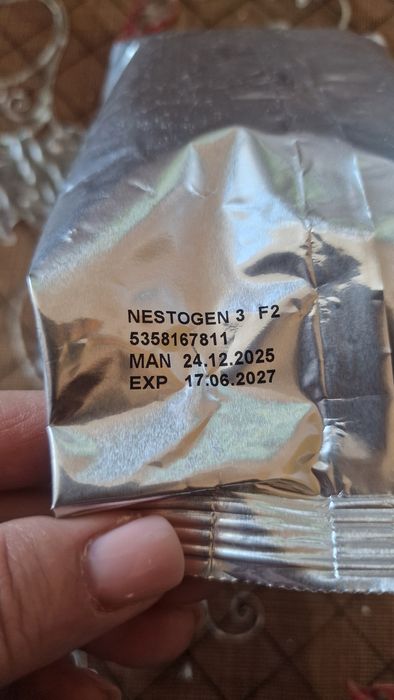 NESTOGEN 3 F2
5358167811
MAN 24.12.2025
EXP 17.06.2027